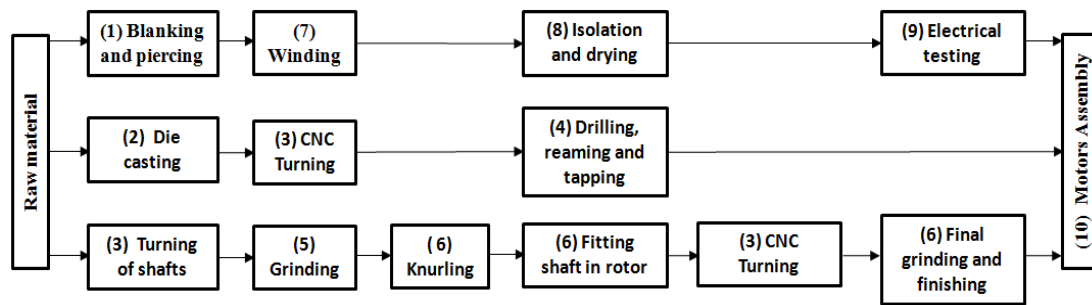 Raw material
(1) Blanking
and piercing
(7)
Winding
(8) Isolation
and drying
(9) Electrical
testing
(2) Die
casting
(3) CNC
Turning
(4) Drilling,
reaming and
tapping
(3) Turning
of shafts
(5)
Grinding
(6)
Knurling
(6) Fitting
shaft in rotor
(3) CNC
Turning
(6) Final
grinding and
finishing
(10) Motors Assembly